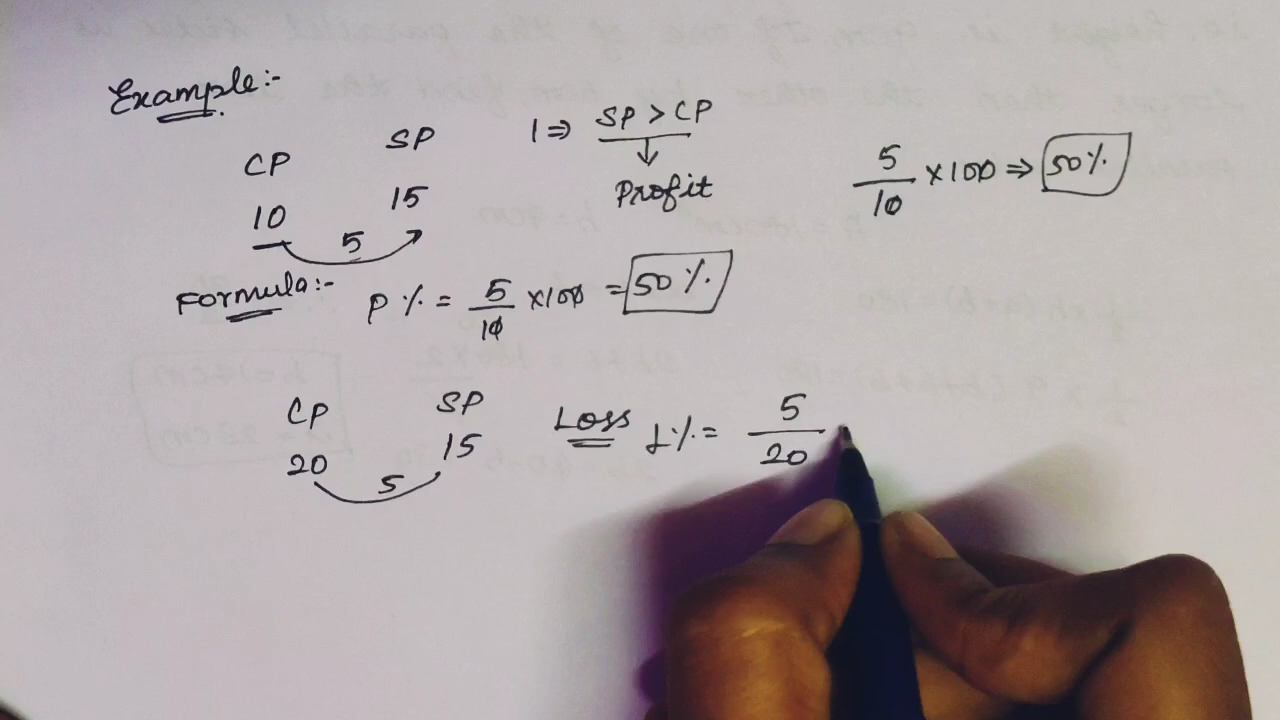 Example:-
CP SP 1 ⇒ SP > CP
10 15 ↓ Profit
5
5/10 ×100 ⇒ 50%
Formula:- P% = 5/10 ×100 = 50%
CP SP Loss L% = 5/20
20 15
5